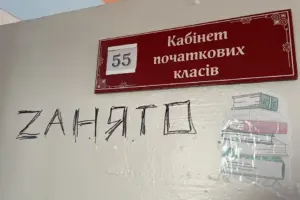 55
Кабінет
початкових
класів
ZАНЯТО